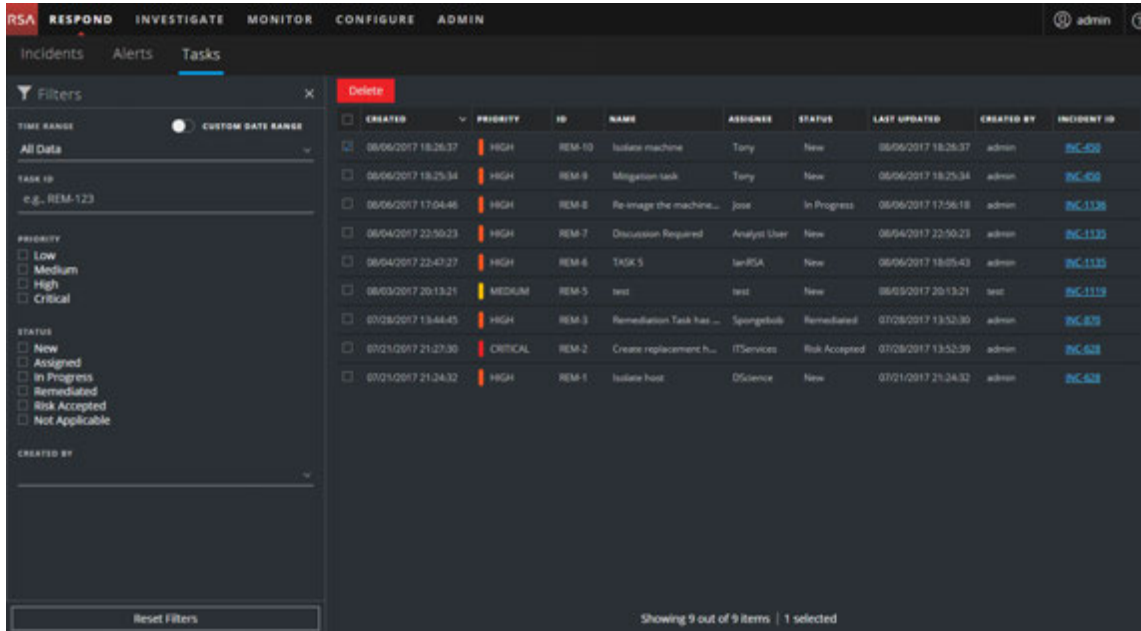 RSA RESPOND INVESTIGATE MONITOR CONFIGURE ADMIN admin
Incidents Alerts Tasks
Filters
Delete
TIME RANGE CUSTOM DATE RANGE
All Data
TASK ID
e.g., REM-123
PRIORITY
Low
Medium
High
Critical
STATUS
New
Assigned
In Progress
Remediated
Risk Accepted
Not Applicable
CREATED BY
Reset Filters
CREATED PRIORITY ID NAME ASSIGNEE STATUS LAST UPDATED CREATED BY INCIDENT ID
08/06/2017 18:26:37 HIGH REM-10 Isolate machine Tony New 08/06/2017 18:26:37 admin INC-450
08/06/2017 18:25:34 HIGH REM-9 Mitigation task Tony New 08/06/2017 18:25:34 admin INC-450
08/06/2017 17:04:46 HIGH REM-8 Re-image the machine... Jose In Progress 08/06/2017 17:56:18 admin INC-1136
08/04/2017 22:50:23 HIGH REM-7 Discussion Required Analyst User New 08/04/2017 22:50:23 admin INC-1135
08/04/2017 22:47:27 HIGH REM-6 TASK 5 IanRSA New 08/06/2017 18:05:43 admin INC-1135
08/03/2017 20:13:21 MEDIUM REM-5 test test New 08/03/2017 20:13:21 test INC-1119
07/28/2017 13:44:45 HIGH REM-3 Remediation Task has ... Spongebob Remediated 07/28/2017 13:52:30 admin INC-870
07/21/2017 21:27:30 CRITICAL REM-2 Create replacement h... ITServices Risk Accepted 07/28/2017 13:52:39 admin INC-628
07/21/2017 21:24:32 HIGH REM-1 Isolate host DScience New 07/21/2017 21:24:32 admin INC-628
Showing 9 out of 9 items | 1 selected